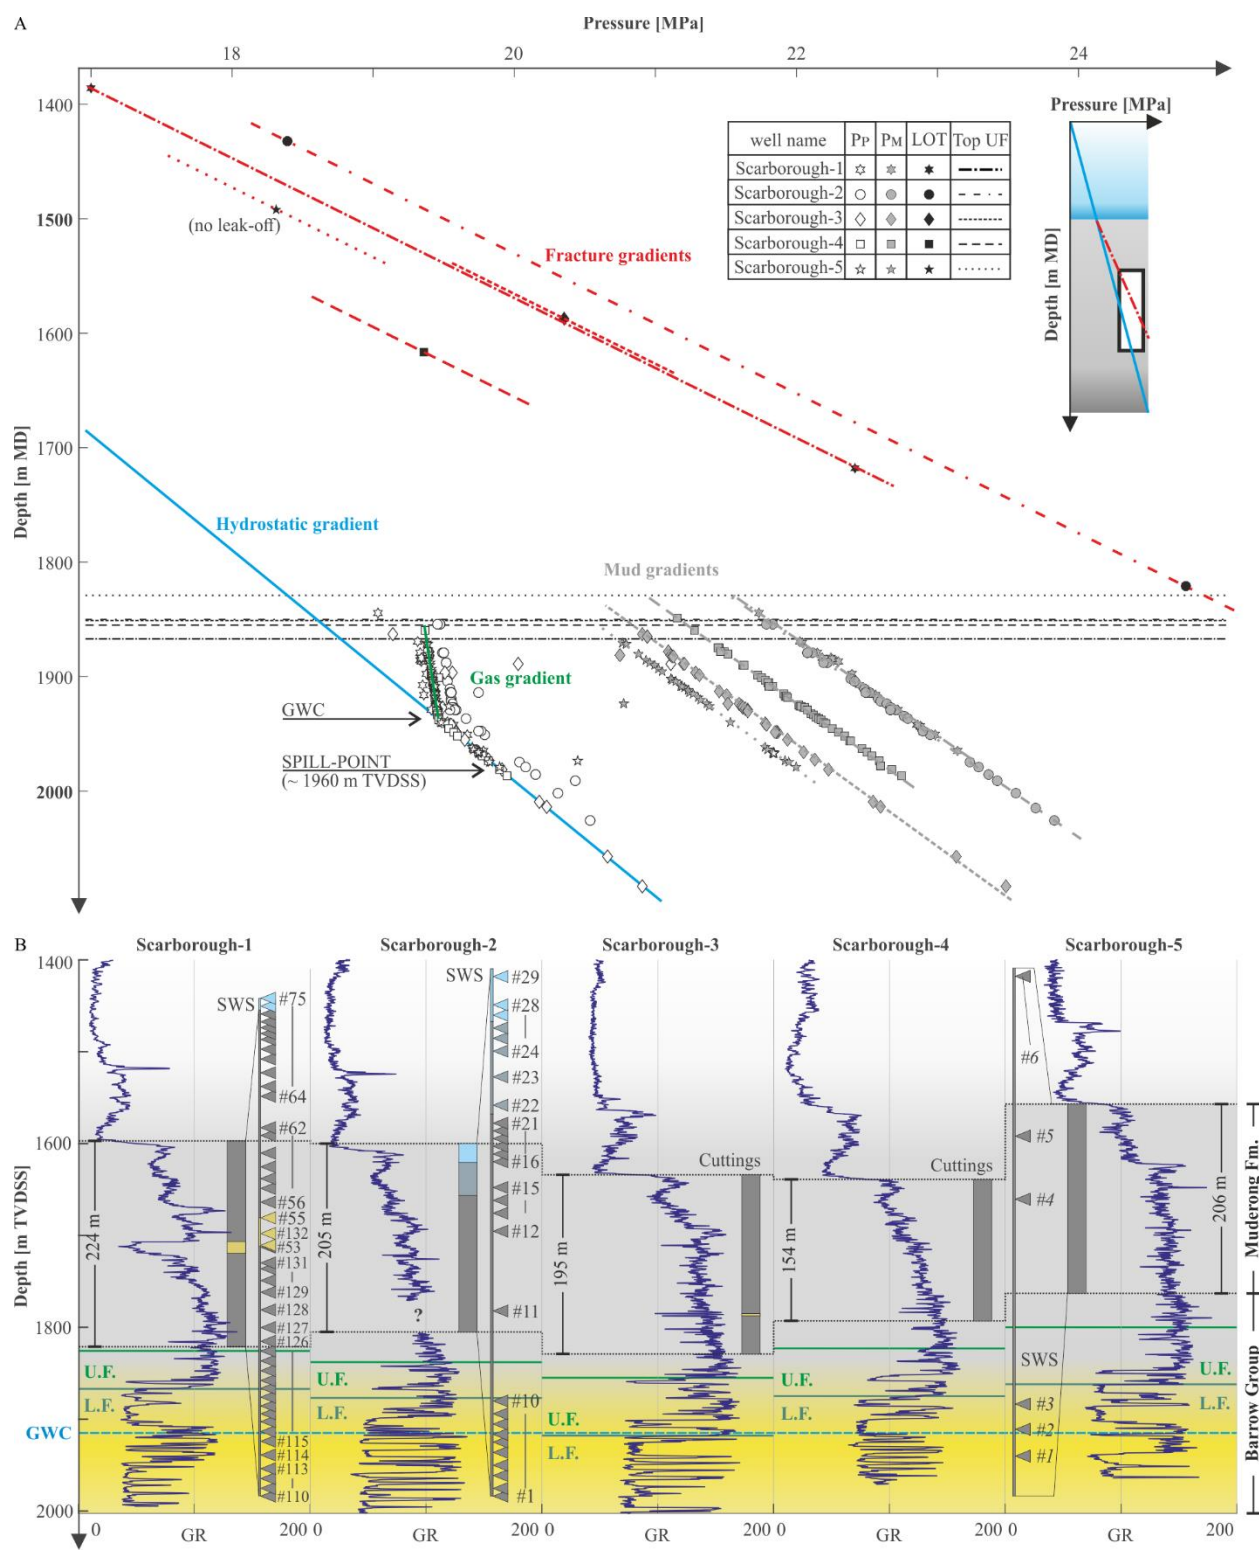 A
Pressure [MPa]
18
20
22
24
1400
1500
1600
1700
1800
1900
2000
Depth [m MD]
(no leak-off)
Fracture gradients
Hydrostatic gradient
Mud gradients
Gas gradient
GWC
SPILL-POINT
(~ 1960 m TVDSS)
well name PP PM LOT Top UF
Scarborough-1
Scarborough-2
Scarborough-3
Scarborough-4
Scarborough-5
Pressure [MPa]
Depth [m MD]
B
Scarborough-1 Scarborough-2 Scarborough-3 Scarborough-4 Scarborough-5
Depth [m TVDSS]
1400
1600
1800
2000
GWC
SWS
#75
#64
#62
#56
#55
#132
#53
#131
#129
#128
#127
#126
#115
#114
#113
#110
224 m
U.F.
L.F.
SWS
#29
#28
#24
#23
#22
#21
#16
#15
#12
#11
#10
#1
205 m
?
U.F.
L.F.
Cuttings
195 m
U.F.
L.F.
Cuttings
154 m
U.F.
L.F.
#6
#5
#4
SWS
#3
#2
#1
206 m
U.F.
L.F.
Muderong Fm.
Barrow Group
0 GR 200 0 GR 200 GR 200 GR 200 0 GR 200